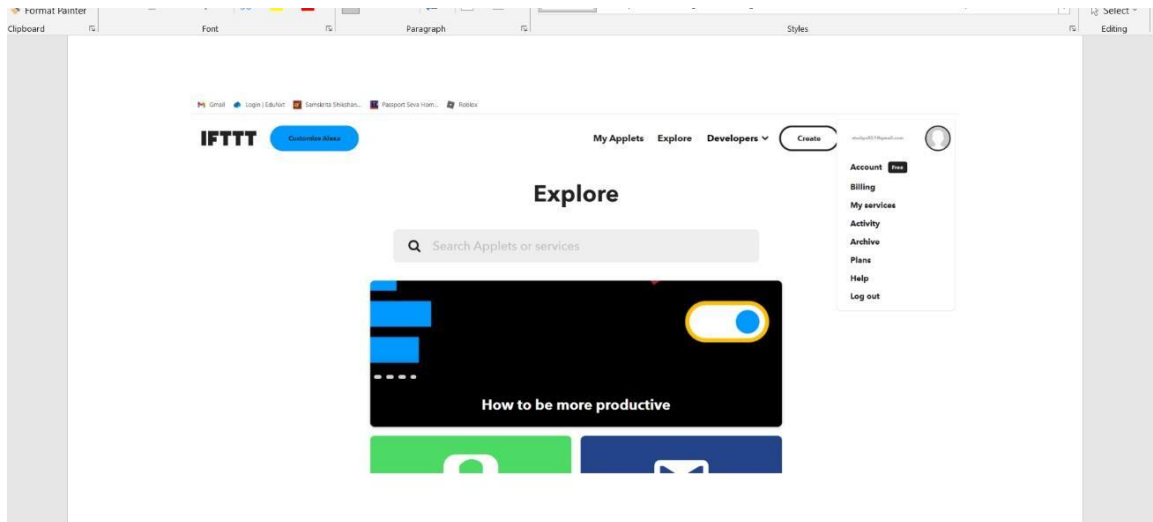 Format Painter
Select
Clipboard Font Paragraph Styles Editing
Gmail Login | EduNxt Samskrita Shikshan... Passport Seva Hom... Roblox
IFTTT Customize Alexa My Applets Explore Developers Create
Account Free
Billing
My services
Activity
Archive
Plans
Help
Log out
Explore
Search Applets or services
How to be more productive